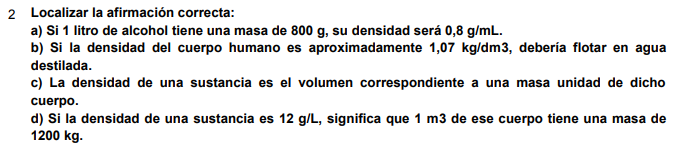 2 Localizar la afirmación correcta:
a) Si 1 litro de alcohol tiene una masa de 800 g, su densidad será 0,8 g/mL.
b) Si la densidad del cuerpo humano es aproximadamente 1,07 kg/dm3, debería flotar en agua
destilada.
c) La densidad de una sustancia es el volumen correspondiente a una masa unidad de dicho
cuerpo.
d) Si la densidad de una sustancia es 12 g/L, significa que 1 m3 de ese cuerpo tiene una masa de
1200 kg.